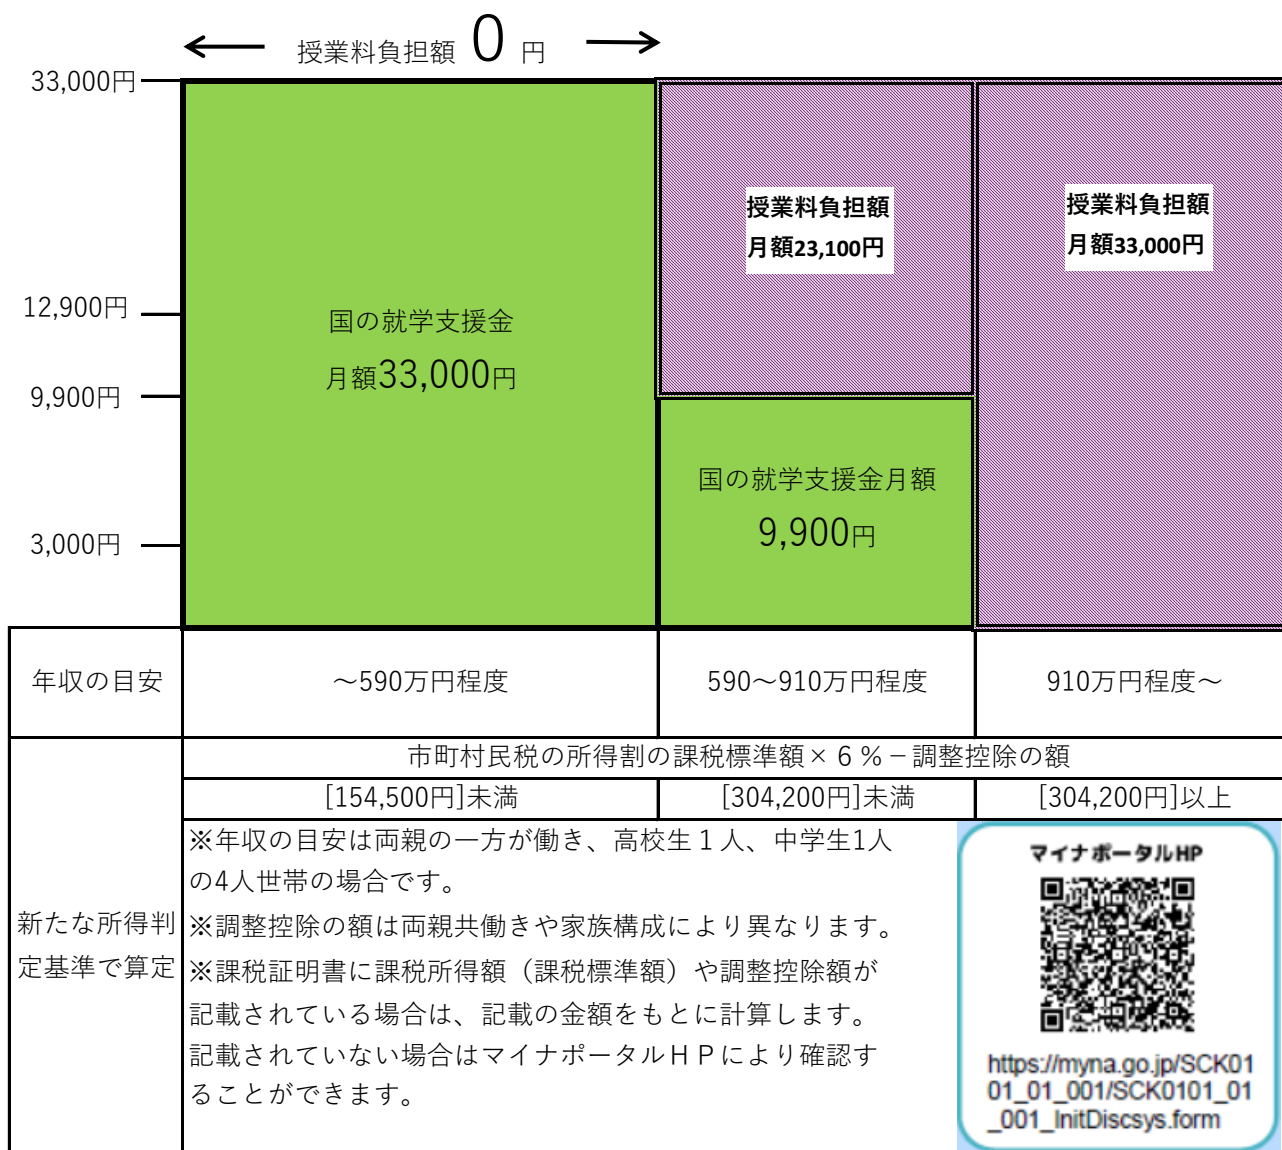 授業料負担額 0 円
33,000円
授業料負担額
月額23,100円
授業料負担額
月額33,000円
12,900円
国の就学支援金
月額33,000円
9,900円
国の就学支援金月額
9,900円
3,000円
年収の目安
～590万円程度
590～910万円程度
910万円程度～
市町村民税の所得割の課税標準額×６％－調整控除の額
[154,500円]未満
[304,200円]未満
[304,200円]以上
新たな所得判
定基準で算定
※年収の目安は両親の一方が働き、高校生１人、中学生1人
の4人世帯の場合です。
※調整控除の額は両親共働きや家族構成により異なります。
※課税証明書に課税所得額（課税標準額）や調整控除額が
記載されている場合は、記載の金額をもとに計算します。
記載されていない場合はマイナポータルＨＰにより確認す
ることができます。
マイナポータルHP
https://myna.go.jp/SCK01
01_01_001/SCK0101_01
_001_InitDiscsys.form